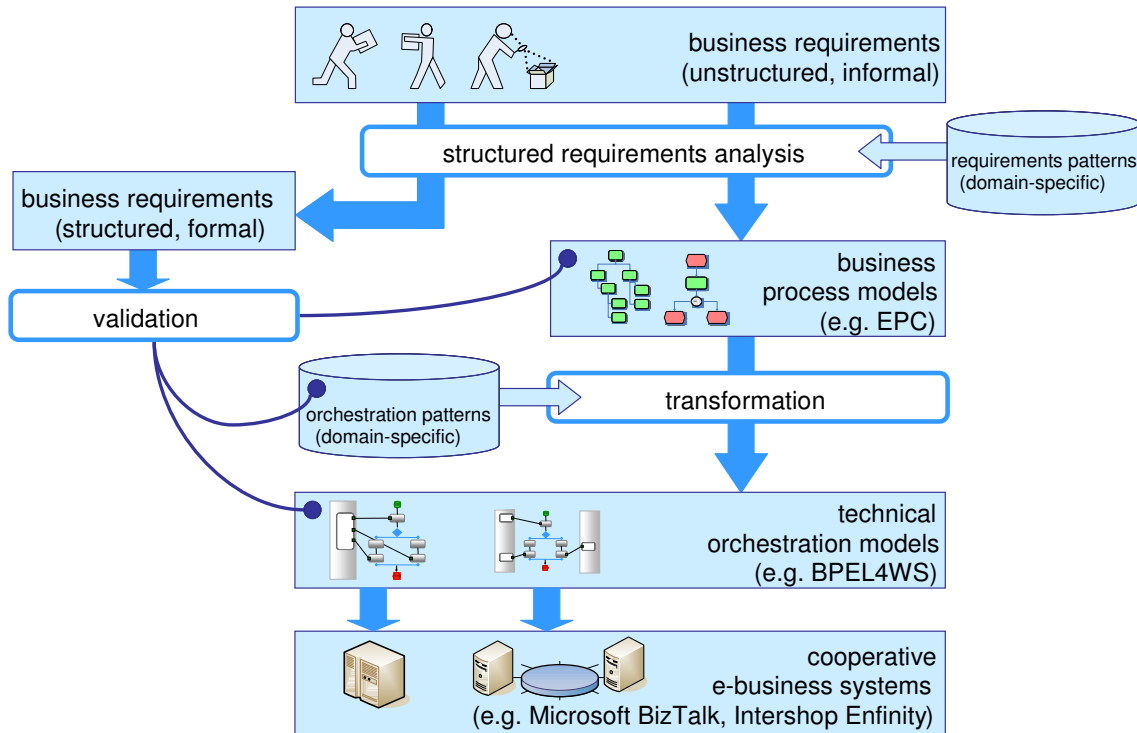 business requirements
(unstructured, informal)
structured requirements analysis
requirements patterns
(domain-specific)
business requirements
(structured, formal)
business
process models
(e.g. EPC)
validation
orchestration patterns
(domain-specific)
transformation
technical
orchestration models
(e.g. BPEL4WS)
cooperative
e-business systems
(e.g. Microsoft BizTalk, Intershop Enfinity)